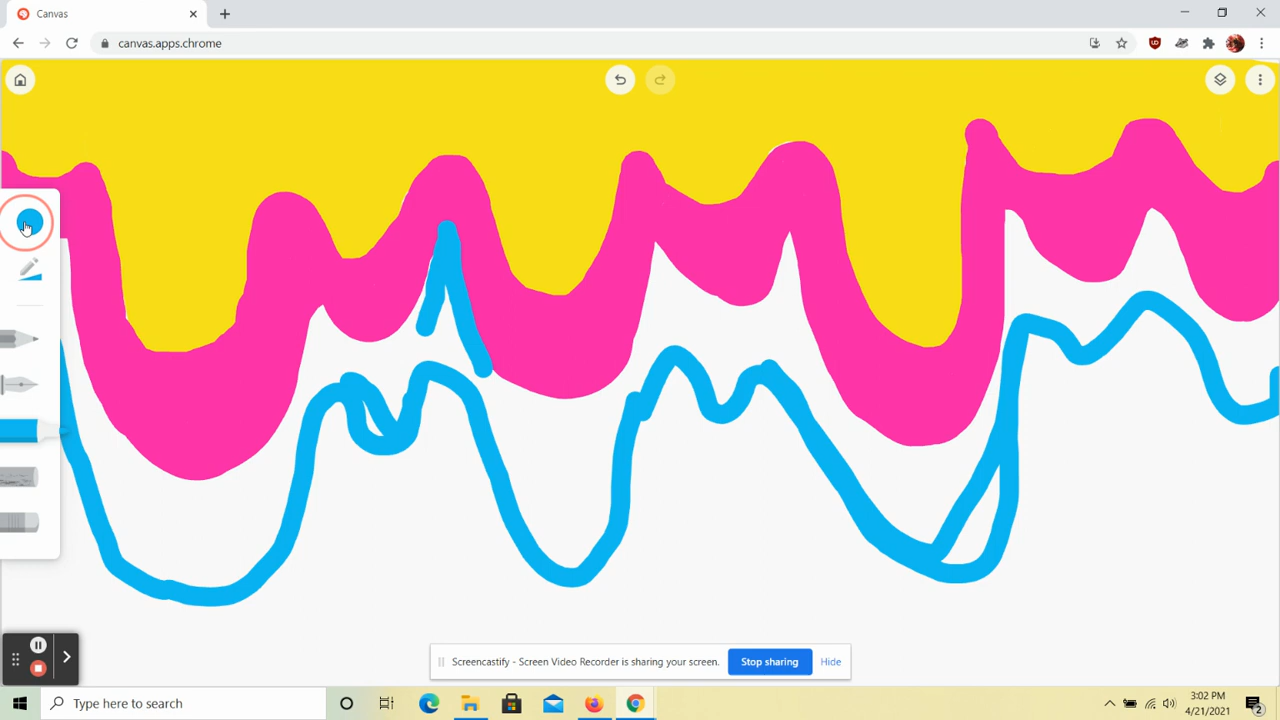 Canvas
canvas.apps.chrome
Screencastify - Screen Video Recorder is sharing your screen.
Stop sharing
Hide
Type here to search
3:02 PM
4/21/2021
2